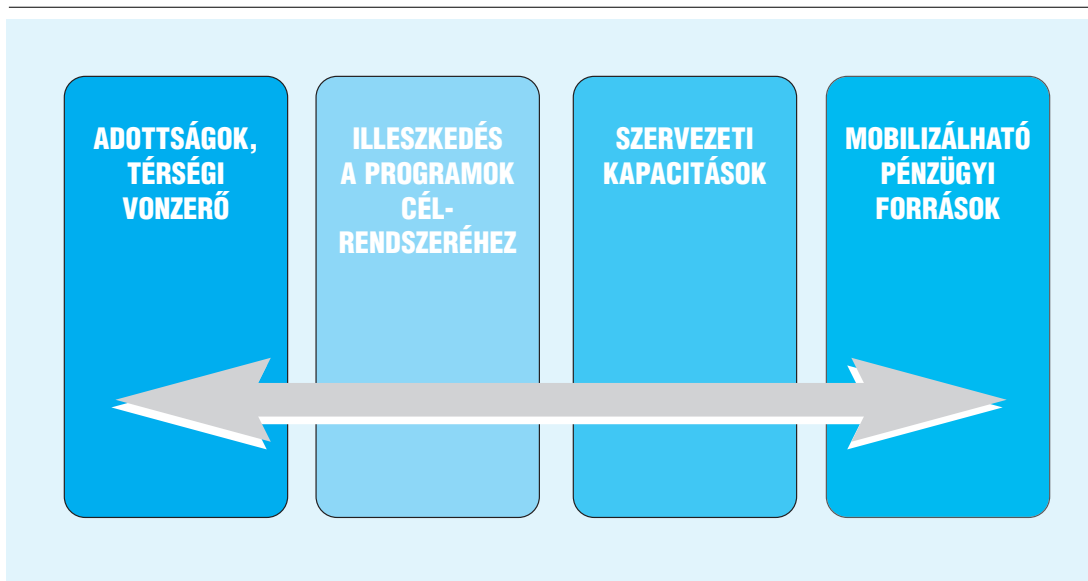 ADOTTSÁGOK,
TÉRSÉGI
VONZERŐ
ILLESZKEDÉS
A PROGRAMOK
CÉL-
RENDSZERÉHEZ
SZERVEZETI
KAPACITÁSOK
MOBILIZÁLHATÓ
PÉNZÜGYI
FORRÁSOK